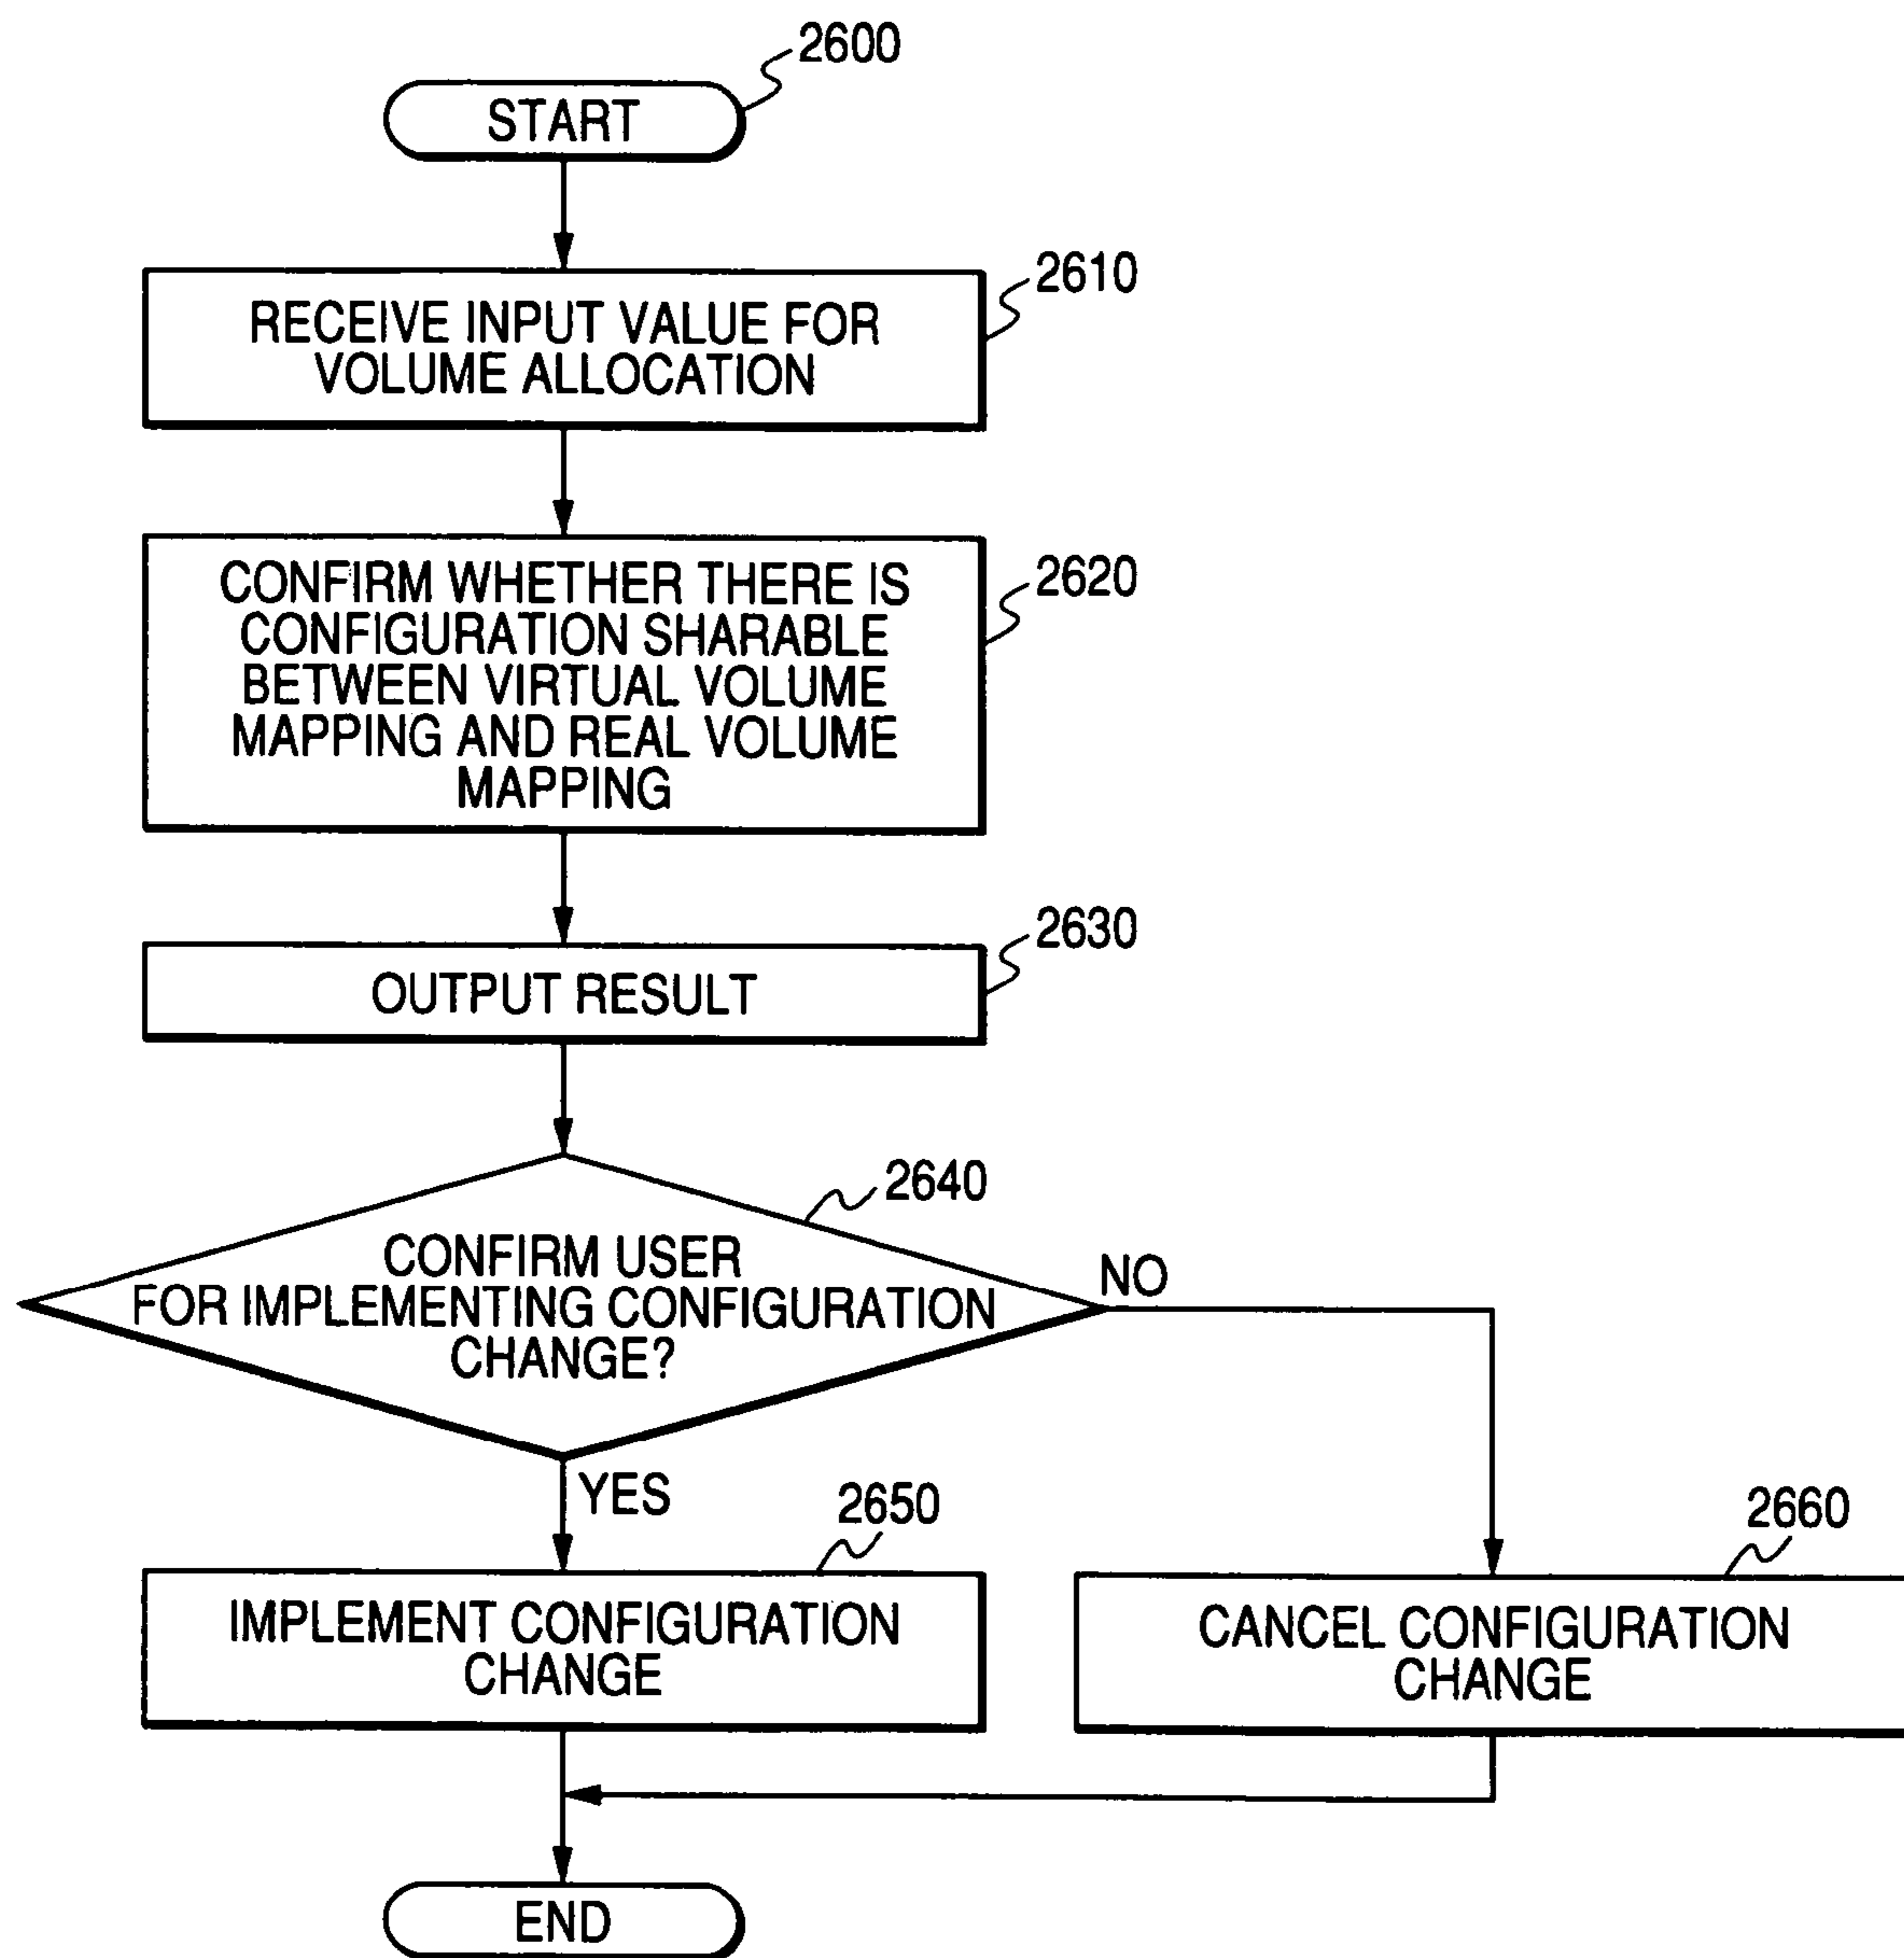 2600
START
2610
RECEIVE INPUT VALUE FOR
VOLUME ALLOCATION
2620
CONFIRM WHETHER THERE IS
CONFIGURATION SHARABLE
BETWEEN VIRTUAL VOLUME
MAPPING AND REAL VOLUME
MAPPING
2630
OUTPUT RESULT
2640
CONFIRM USER
FOR IMPLEMENTING CONFIGURATION
CHANGE?
NO
YES
2650
IMPLEMENT CONFIGURATION
CHANGE
2660
CANCEL CONFIGURATION
CHANGE
END